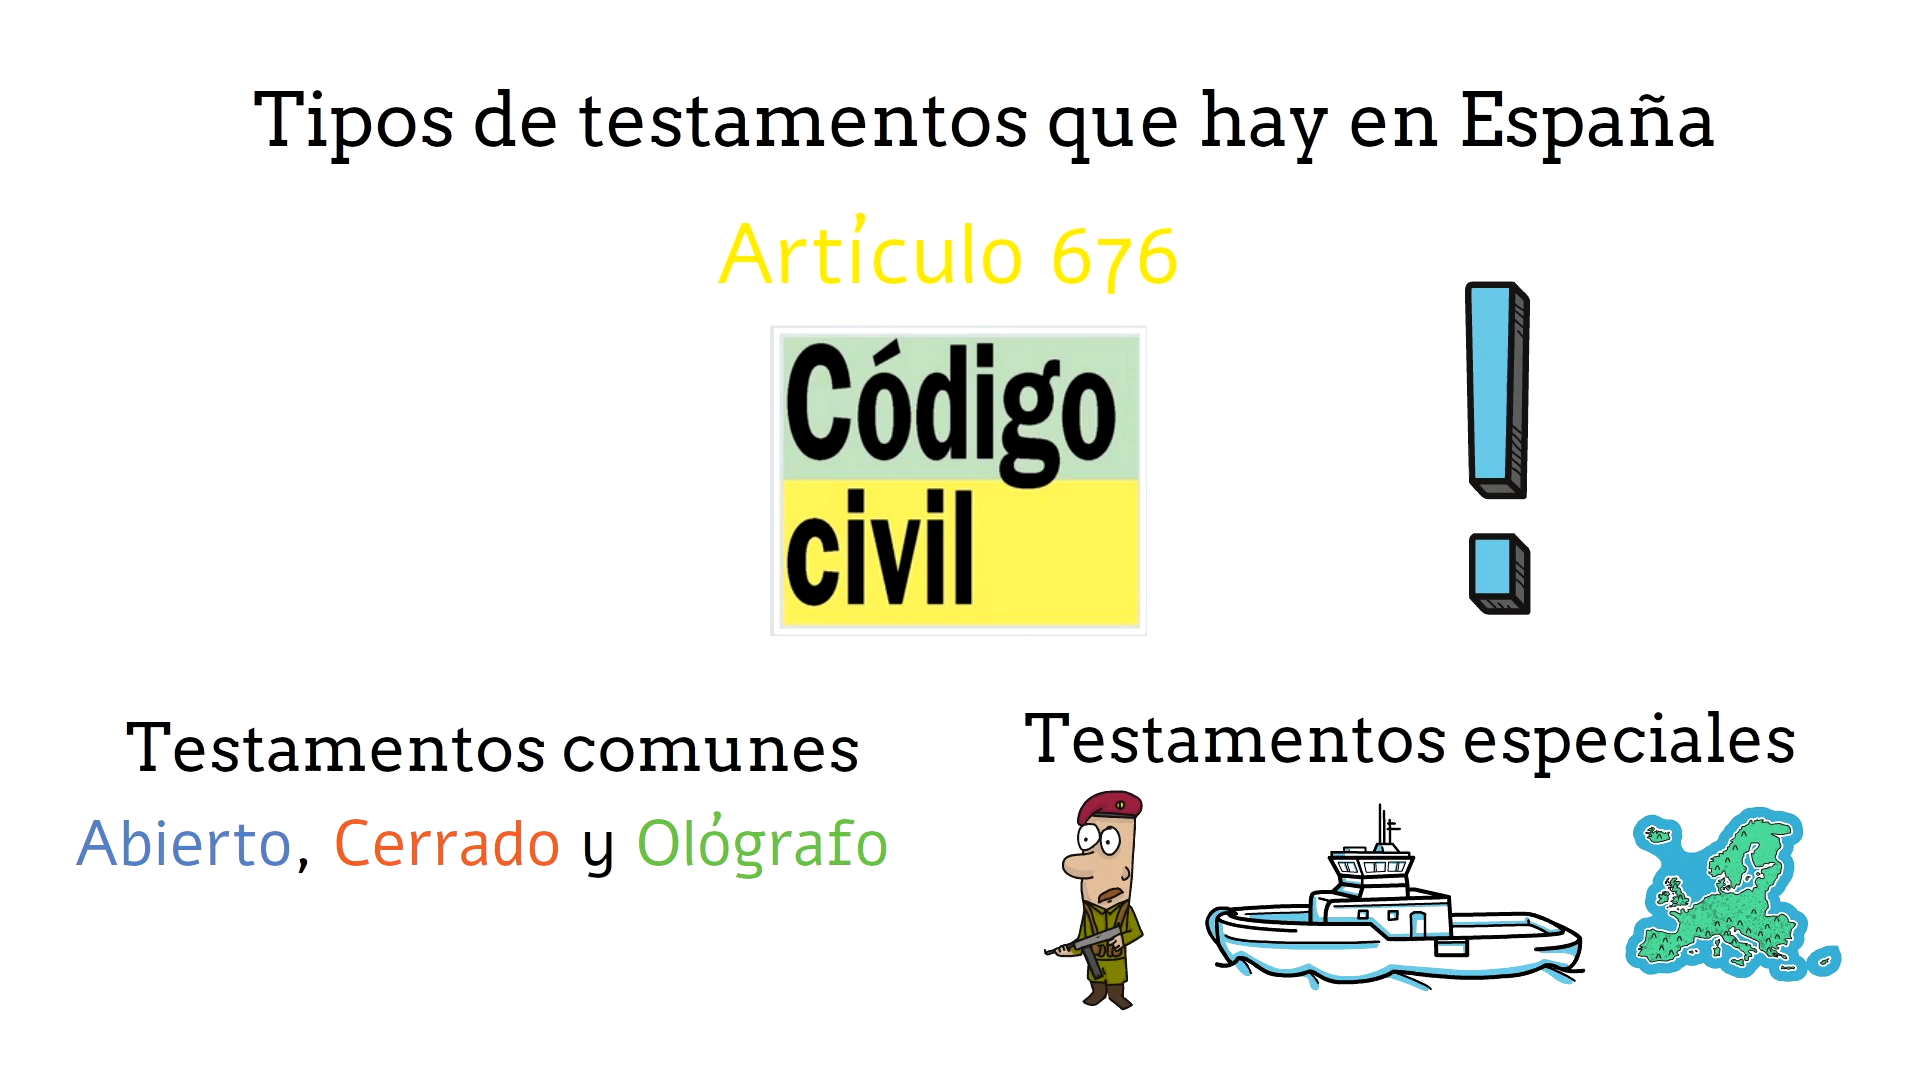 Tipos de testamentos que hay en España
Artículo 676
Código
civil
Testamentos comunes
Abierto, Cerrado y Ológrafo
Testamentos especiales